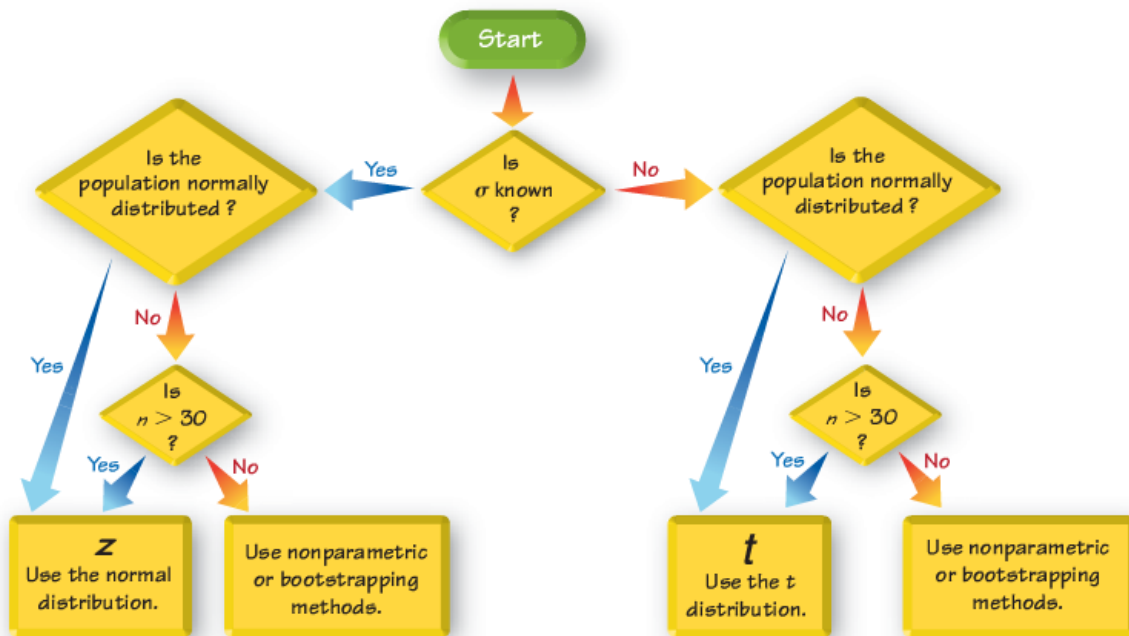 Start
Is
σ known
?
Yes
No
Is the
population normally
distributed ?
Yes
No
Is
n > 30
?
Yes
No
z
Use the normal
distribution.
Use nonparametric
or bootstrapping
methods.
Is the
population normally
distributed ?
Yes
No
Is
n > 30
?
Yes
No
t
Use the t
distribution.
Use nonparametric
or bootstrapping
methods.